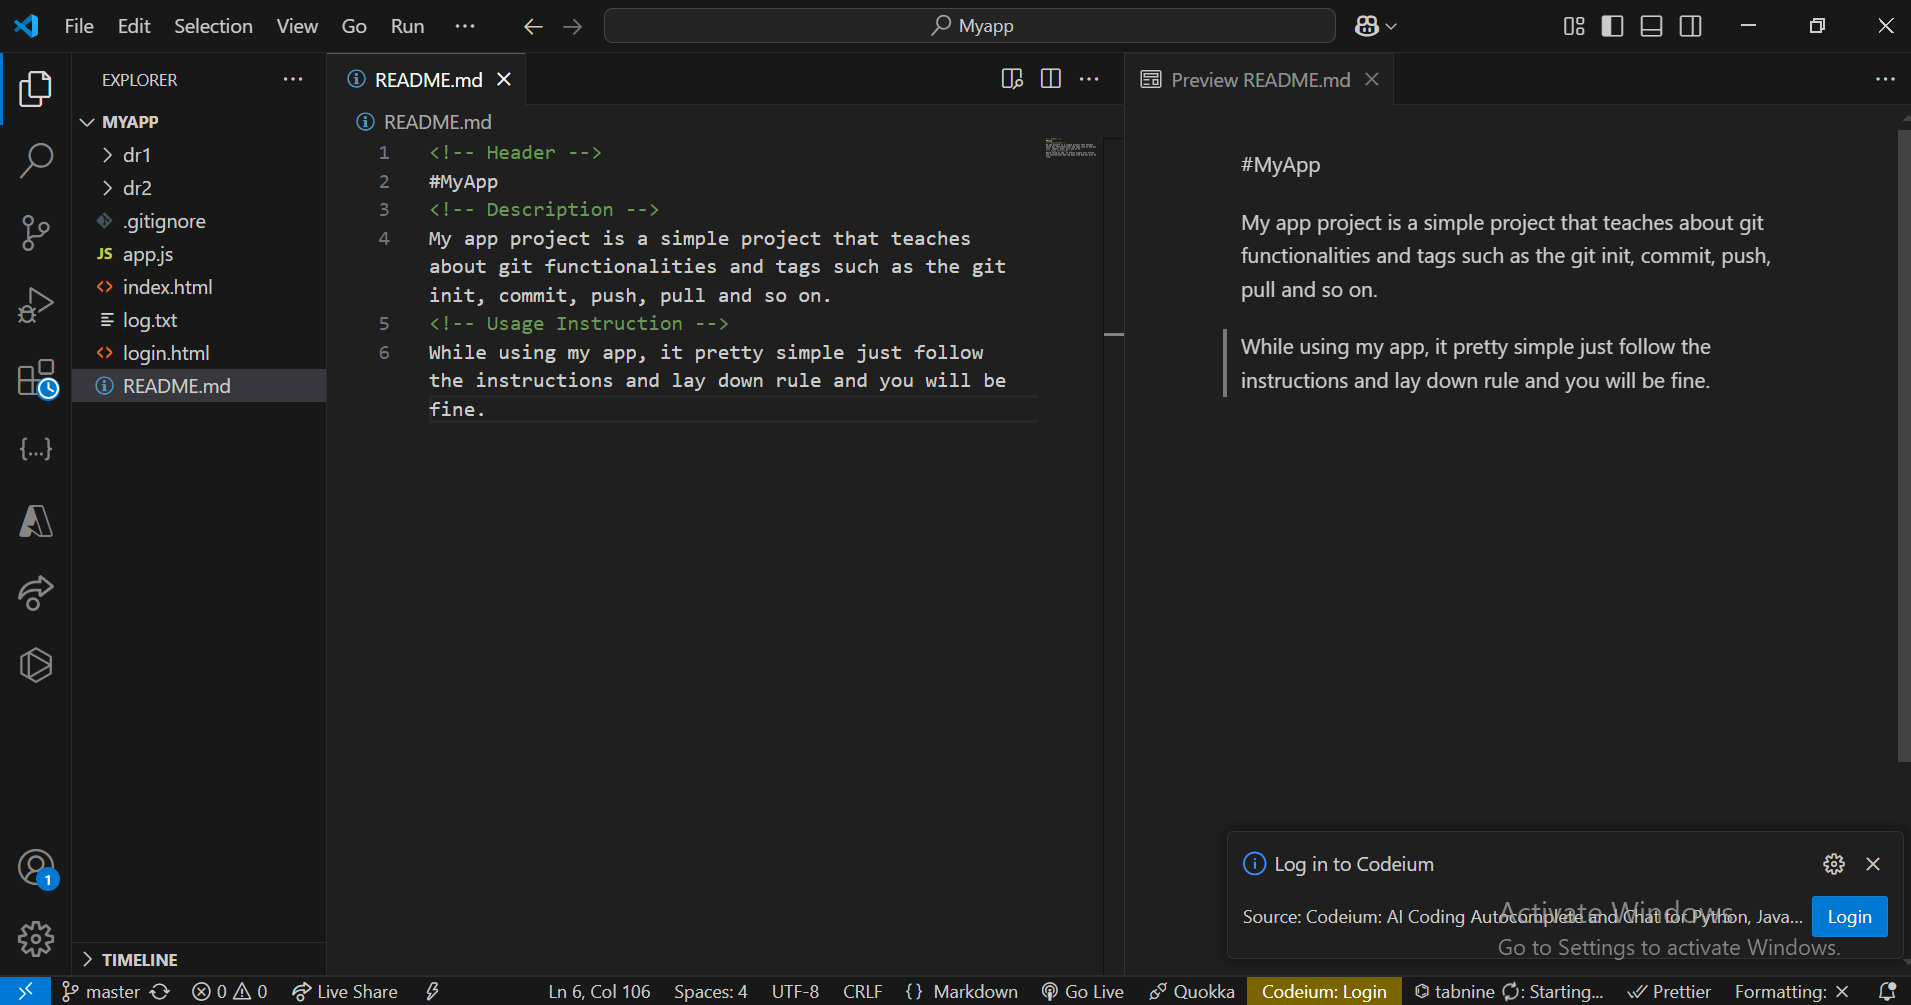 File Edit Selection View Go Run ··· Myapp
EXPLORER ···
MYAPP
dr1
dr2
.gitignore
JS app.js
<> index.html
log.txt
<> login.html
README.md
TIMELINE
README.md
README.md
1 <!-- Header -->
2 #MyApp
3 <!-- Description -->
4 My app project is a simple project that teaches
about git functionalities and tags such as the git
init, commit, push, pull and so on.
5 <!-- Usage Instruction -->
6 While using my app, it pretty simple just follow
the instructions and lay down rule and you will be
fine.
Preview README.md
#MyApp
My app project is a simple project that teaches about git
functionalities and tags such as the git init, commit, push,
pull and so on.
While using my app, it pretty simple just follow the
instructions and lay down rule and you will be fine.
Log in to Codeium
Source: Codeium: AI Coding Autocomplete and Chat for Python, Java...
Login
Activate Windows
Go to Settings to activate Windows.
1
master 0 0 Live Share Ln 6, Col 106 Spaces: 4 UTF-8 CRLF {} Markdown Go Live Quokka Codeium: Login tabnine : Starting... Prettier Formatting: ×